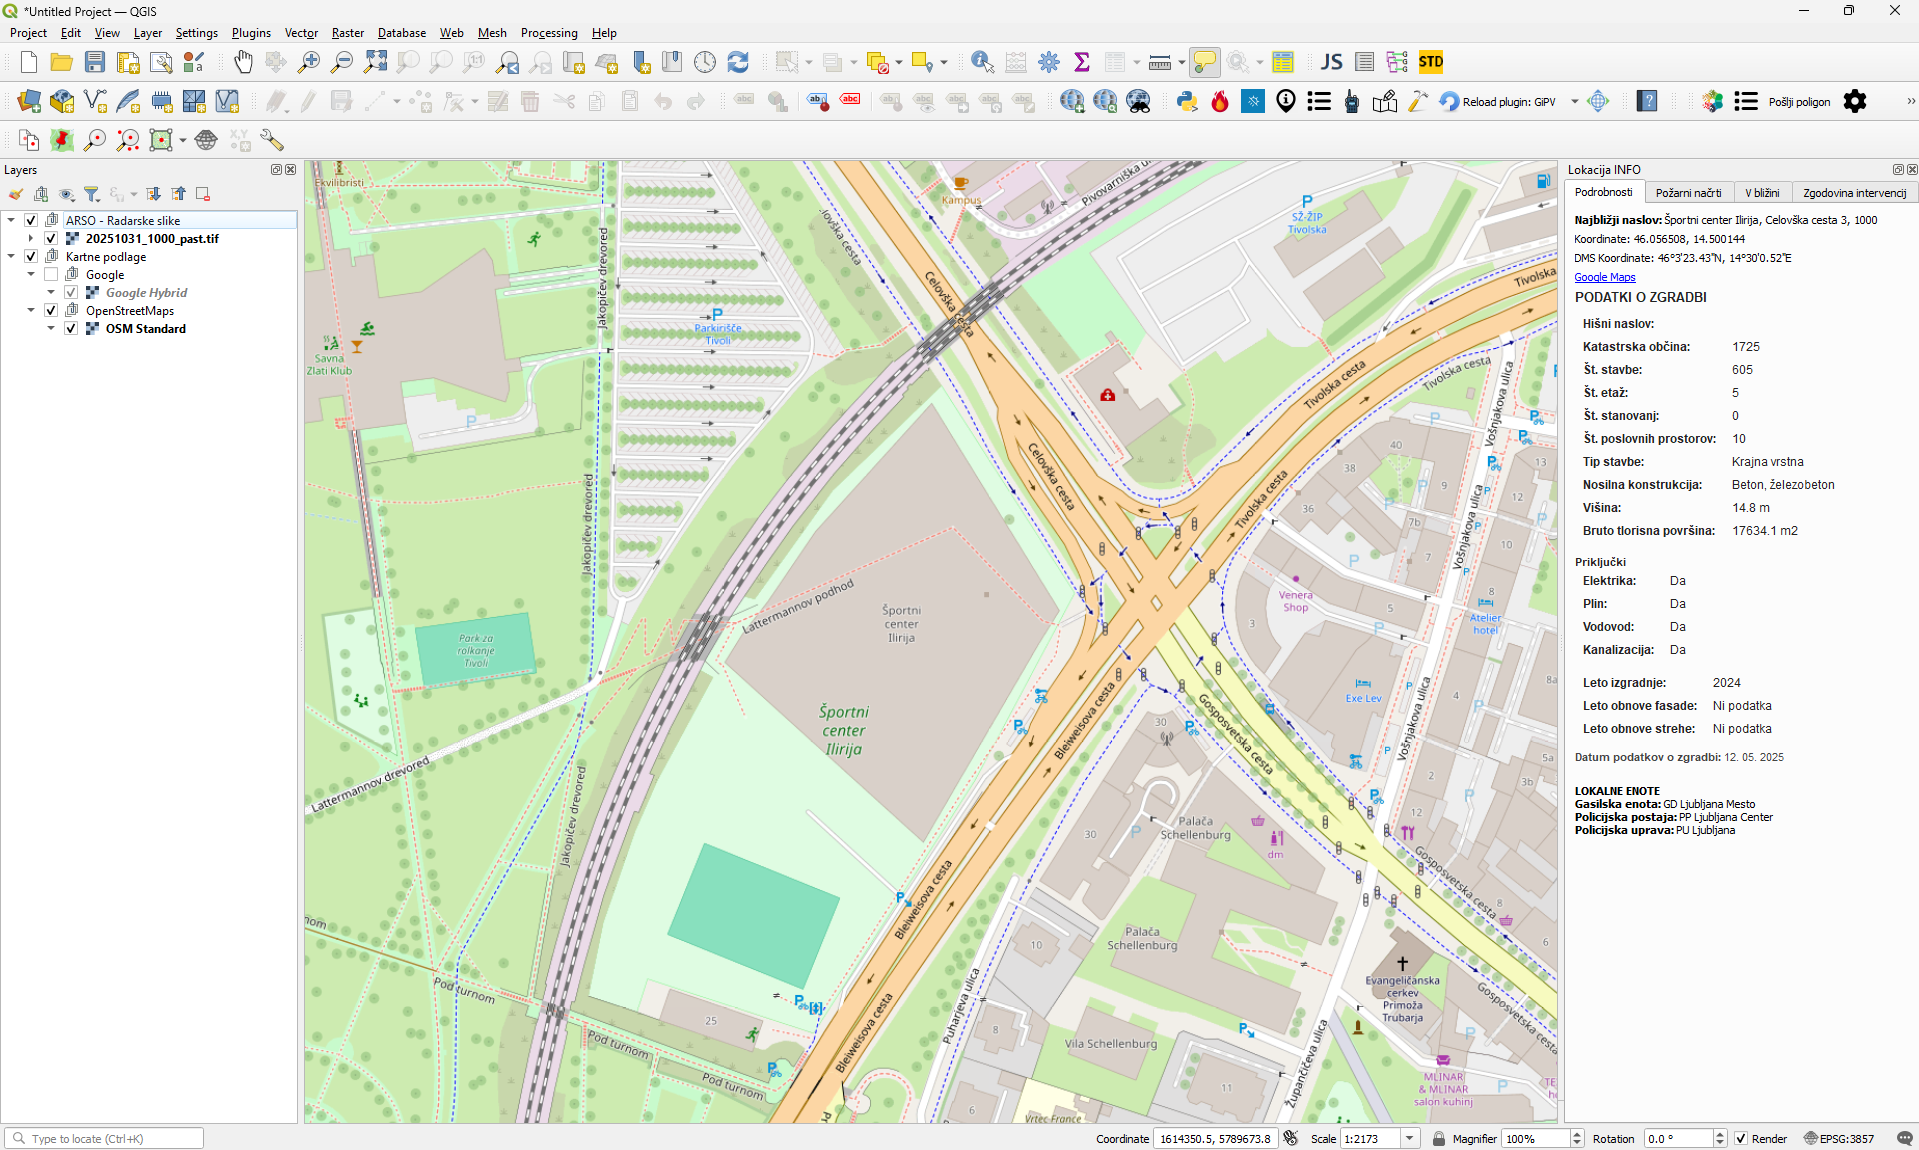 *Untitled Project — QGIS
Project Edit View Layer Settings Plugins Vector Raster Database Web Mesh Processing Help
JS STD
abc abc abc Reload plugin: GiPV Pošlji poligon
X,Y
Layers
ARSO - Radarske slike
20251031_1000_past.tif
Kartne podlage
Google
Google Hybrid
OpenStreetMaps
OSM Standard
Ekvilibristi
Kampus
Pivovarniška
SŽ-ŽIP
Tivolska
Celovška cesta
Tivolska
Jakopičev drevored
Parkirišče
Tivoli
Savna
Zlati Klub
Celovška cesta
Tivolska cesta
Tivolska cesta
Vošnjakova ulica
Celovška cesta
Tivolska cesta
Vošnjakova ulica
40
38
36
9
7b
7
13
12
10
8
Jakopičev drevored
Lattermannov podhod
Športni
center
Ilirija
Venera
Shop
5
3
Atelier
hotel
Park za
rolkanje
Tivoli
Exe Lev
4
8a
Športni
center
Ilirija
30
Bleiweisova cesta
Gosposvetska cesta
Vošnjakova ulica
2
5a
3b
12
Lattermannov drevored
Jakopičev drevored
Palača
Schellenburg
30
dm
Gosposvetska cesta
8
6
Bleiweisova cesta
Palača
Schellenburg
10
Evangeličanska
cerkev
Primoža
Trubarja
Gosposvetska cesta
Pod turnom
25
Pod turnom
Pod turnom
Bleiweisova cesta
Puharjeva ulica
8
Vila Schellenburg
Župančičeva ulica
11
6
Vrtec France
MLINAR
& MLINAR
salon kuhinj
Lokacija INFO
Podrobnosti Požarni načrti V bližini Zgodovina intervencij
Najbližji naslov: Športni center Ilirija, Celovška cesta 3, 1000
Koordinate: 46.056508, 14.500144
DMS Koordinate: 46°3'23.43"N, 14°30'0.52"E
Google Maps
PODATKI O ZGRADBI
Hišni naslov:
Katastrska občina: 1725
Št. stavbe: 605
Št. etaž: 5
Št. stanovanj: 0
Št. poslovnih prostorov: 10
Tip stavbe: Krajna vrstna
Nosilna konstrukcija: Beton, železobeton
Višina: 14.8 m
Bruto tlorisna površina: 17634.1 m2
Priključki
Elektrika: Da
Plin: Da
Vodovod: Da
Kanalizacija: Da
Leto izgradnje: 2024
Leto obnove fasade: Ni podatka
Leto obnove strehe: Ni podatka
Datum podatkov o zgradbi: 12. 05. 2025
LOKALNE ENOTE
Gasilska enota: GD Ljubljana Mesto
Policijska postaja: PP Ljubljana Center
Policijska uprava: PU Ljubljana
Type to locate (Ctrl+K) Coordinate 1614350.5, 5789673.8 Scale 1:2173 Magnifier 100% Rotation 0.0 ° Render EPSG:3857